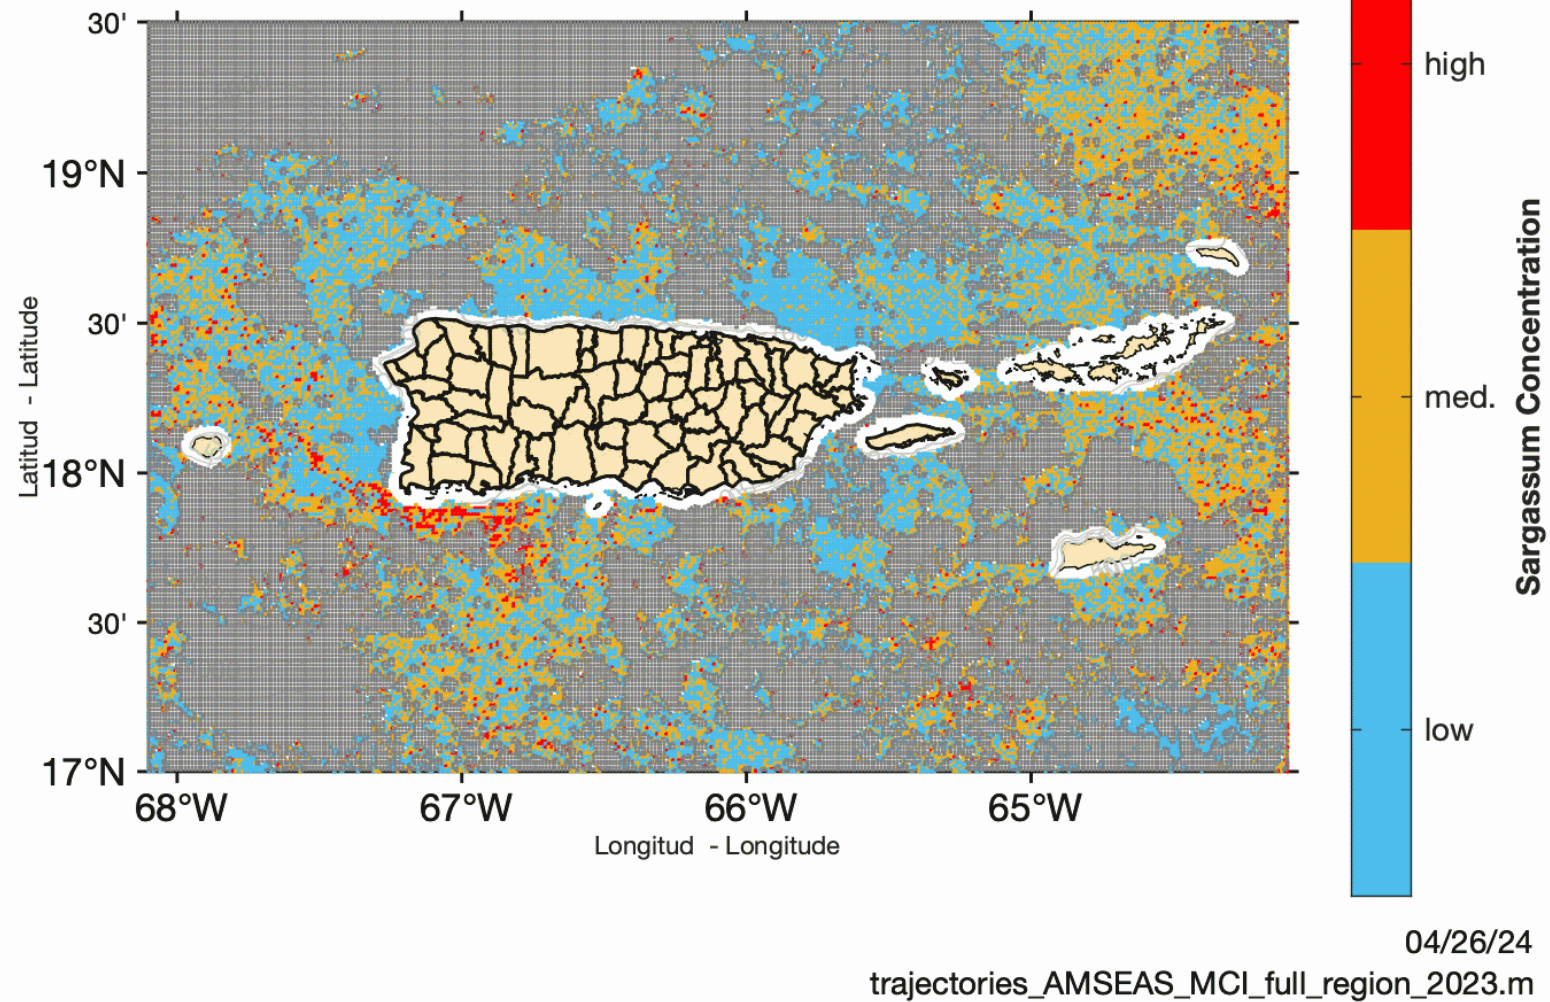 30'
19°N
30'
18°N
30'
17°N
68°W
67°W
66°W
65°W
Latitud - Latitude
Longitud - Longitude
high
med.
low
Sargassum Concentration
04/26/24
trajectories_AMSEAS_MCI_full_region_2023.m